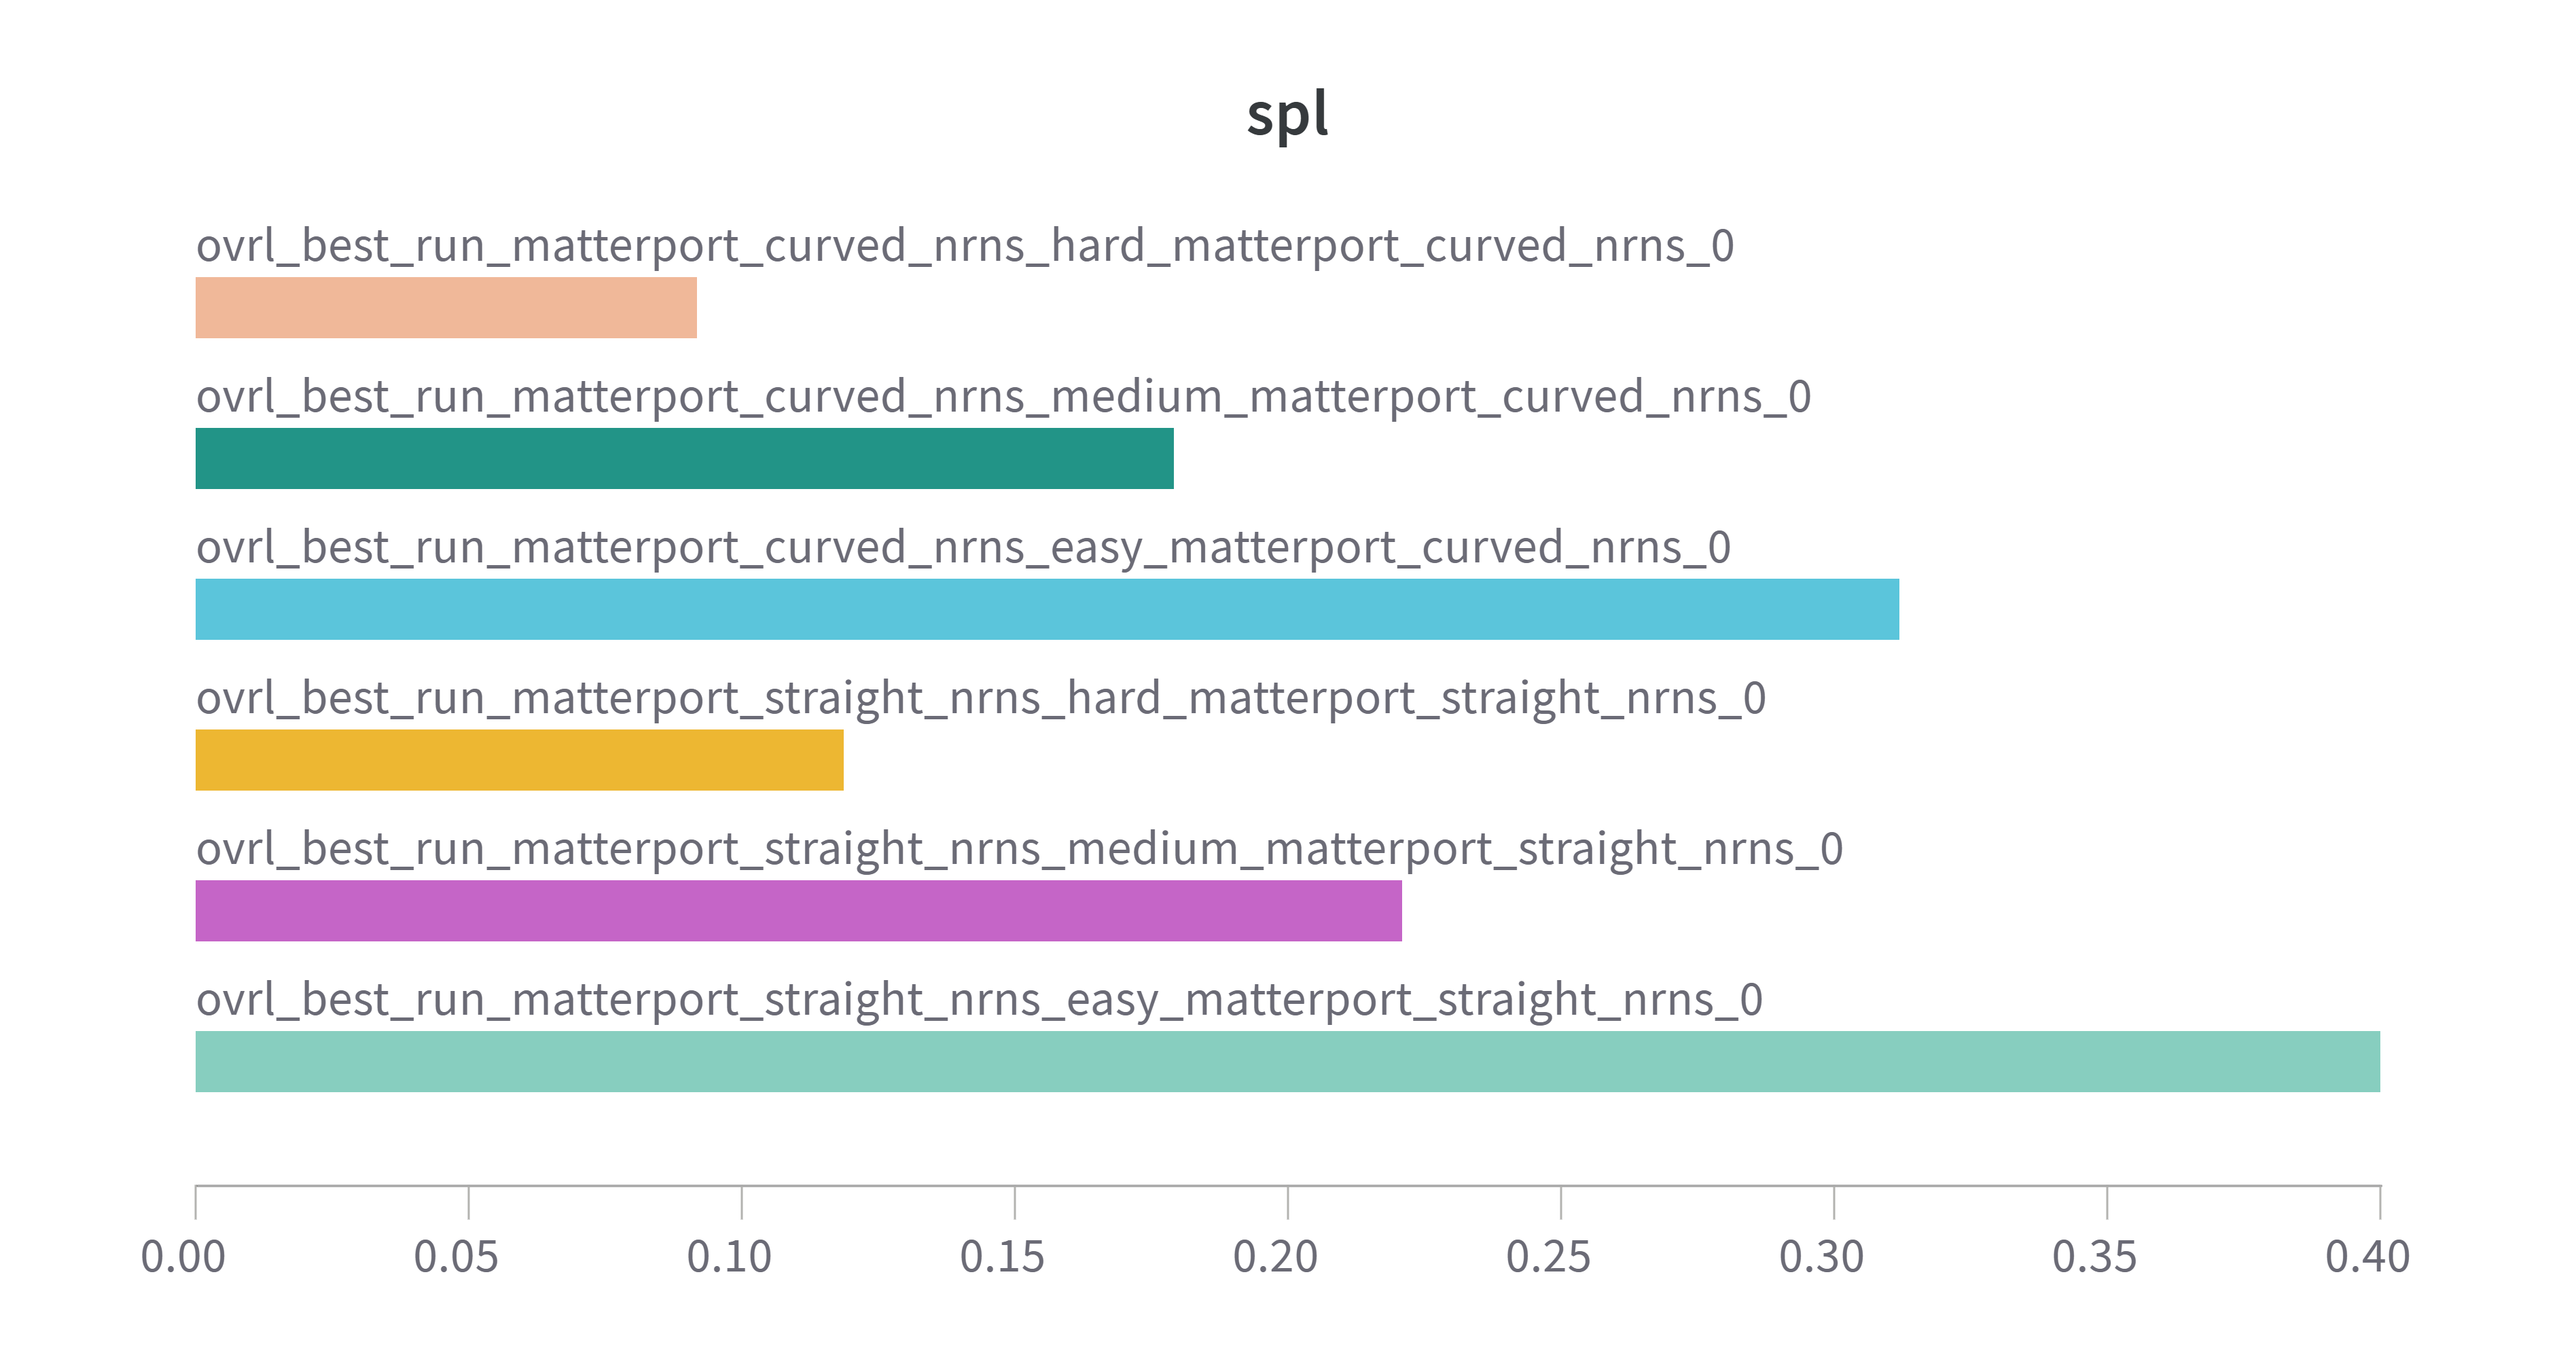 spl
ovrl_best_run_matterport_curved_nrns_hard_matterport_curved_nrns_0
ovrl_best_run_matterport_curved_nrns_medium_matterport_curved_nrns_0
ovrl_best_run_matterport_curved_nrns_easy_matterport_curved_nrns_0
ovrl_best_run_matterport_straight_nrns_hard_matterport_straight_nrns_0
ovrl_best_run_matterport_straight_nrns_medium_matterport_straight_nrns_0
ovrl_best_run_matterport_straight_nrns_easy_matterport_straight_nrns_0
0.00 0.05 0.10 0.15 0.20 0.25 0.30 0.35 0.40